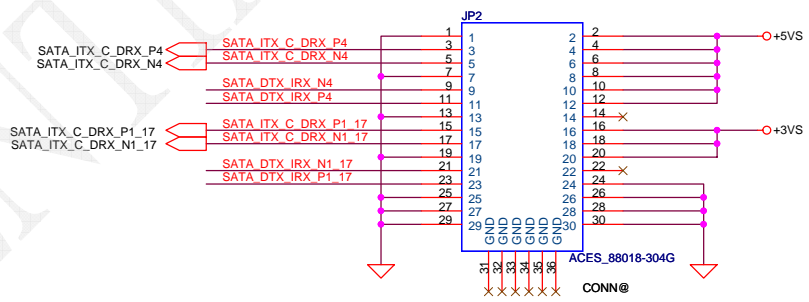 JP2
SATA_ITX_C_DRX_P4 SATA_ITX_C_DRX_P4
SATA_ITX_C_DRX_N4 SATA_ITX_C_DRX_N4
SATA_DTX_IRX_N4
SATA_DTX_IRX_P4
SATA_ITX_C_DRX_P1_17 SATA_ITX_C_DRX_P1_17
SATA_ITX_C_DRX_N1_17 SATA_ITX_C_DRX_N1_17
SATA_DTX_IRX_N1_17
SATA_DTX_IRX_P1_17
1 1 2 2 +5VS
3 3 4 4
5 5 6 6
7 7 8 8
9 9 10 10
11 11 12 12
13 13 14 14
15 15 16 16 +3VS
17 17 18 18
19 19 20 20
21 21 22 22
23 23 24 24
25 25 26 26
27 27 28 28
29 29 30 30
GND GND GND GND GND GND
31 32 33 34 35 36
ACES_88018-304G
CONN@